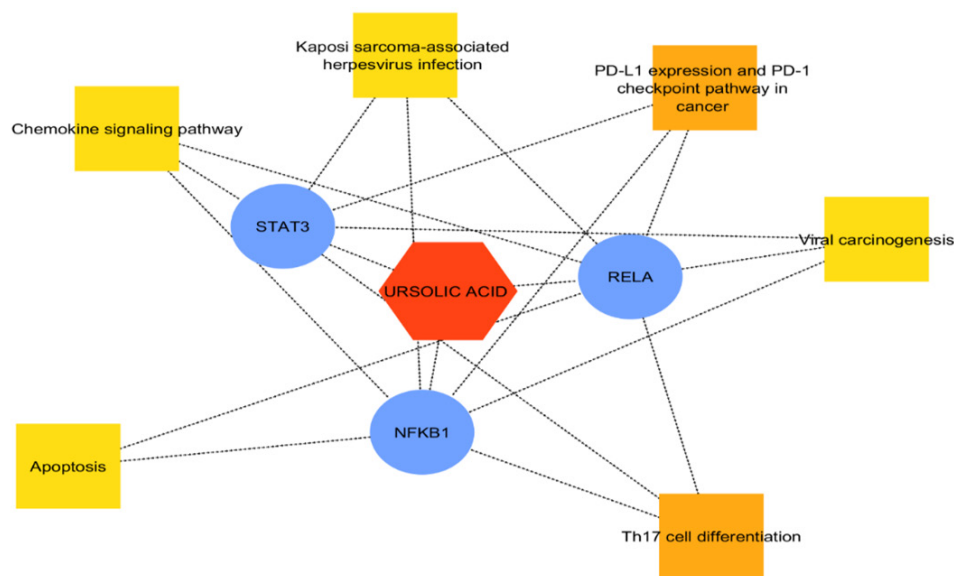 Kaposi sarcoma-associated
herpesvirus infection
PD-L1 expression and PD-1
checkpoint pathway in
cancer
Chemokine signaling pathway
STAT3
Viral carcinogenesis
RELA
URSOLIC ACID
NFKB1
Apoptosis
Th17 cell differentiation